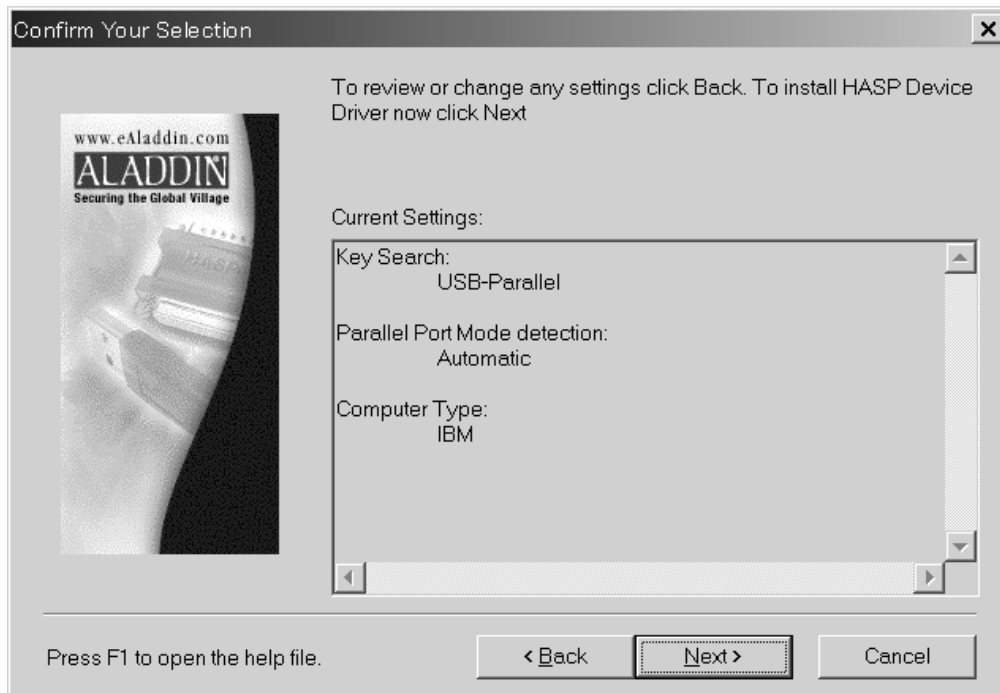 Confirm Your Selection
To review or change any settings click Back. To install HASP Device
Driver now click Next
www.eAladdin.com
ALADDIN
Securing the Global Village
HASP
Current Settings:
Key Search:
USB-Parallel
Parallel Port Mode detection:
Automatic
Computer Type:
IBM
Press F1 to open the help file.
< Back
Next >
Cancel